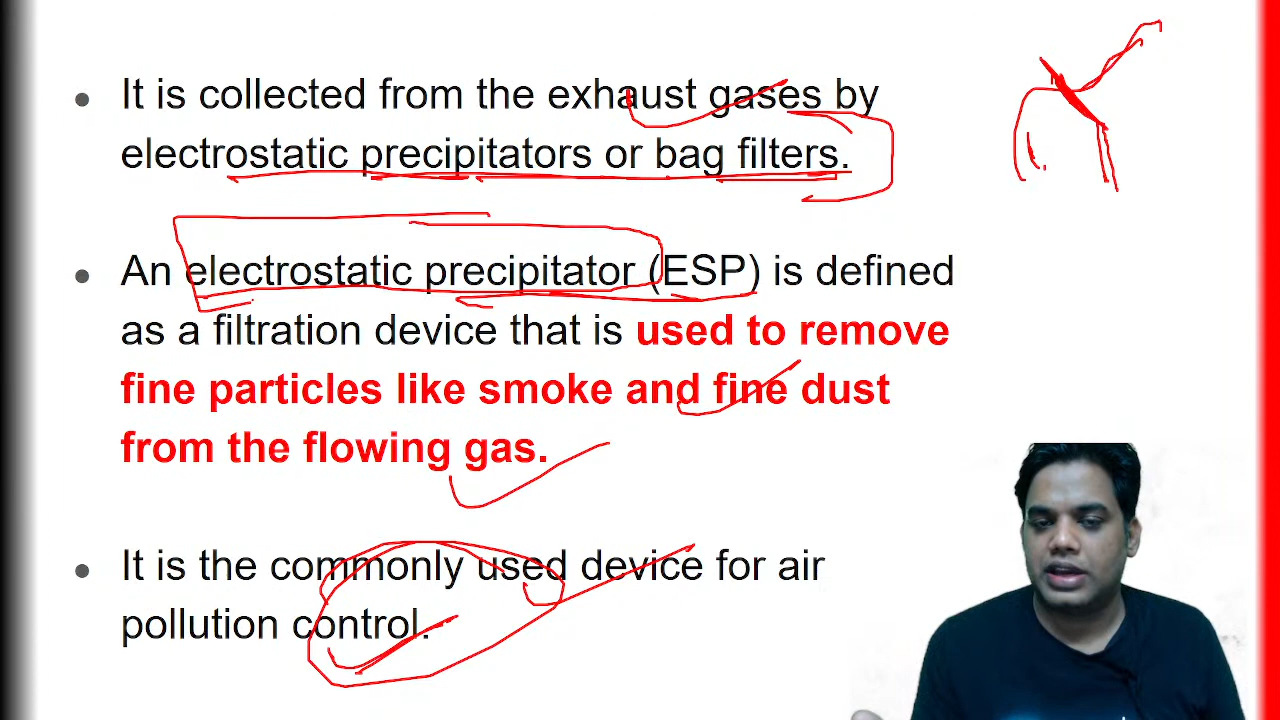 ● It is collected from the exhaust gases by
electrostatic precipitators or bag filters.
● An electrostatic precipitator (ESP) is defined
as a filtration device that is used to remove
fine particles like smoke and fine dust
from the flowing gas.
● It is the commonly used device for air
pollution control.